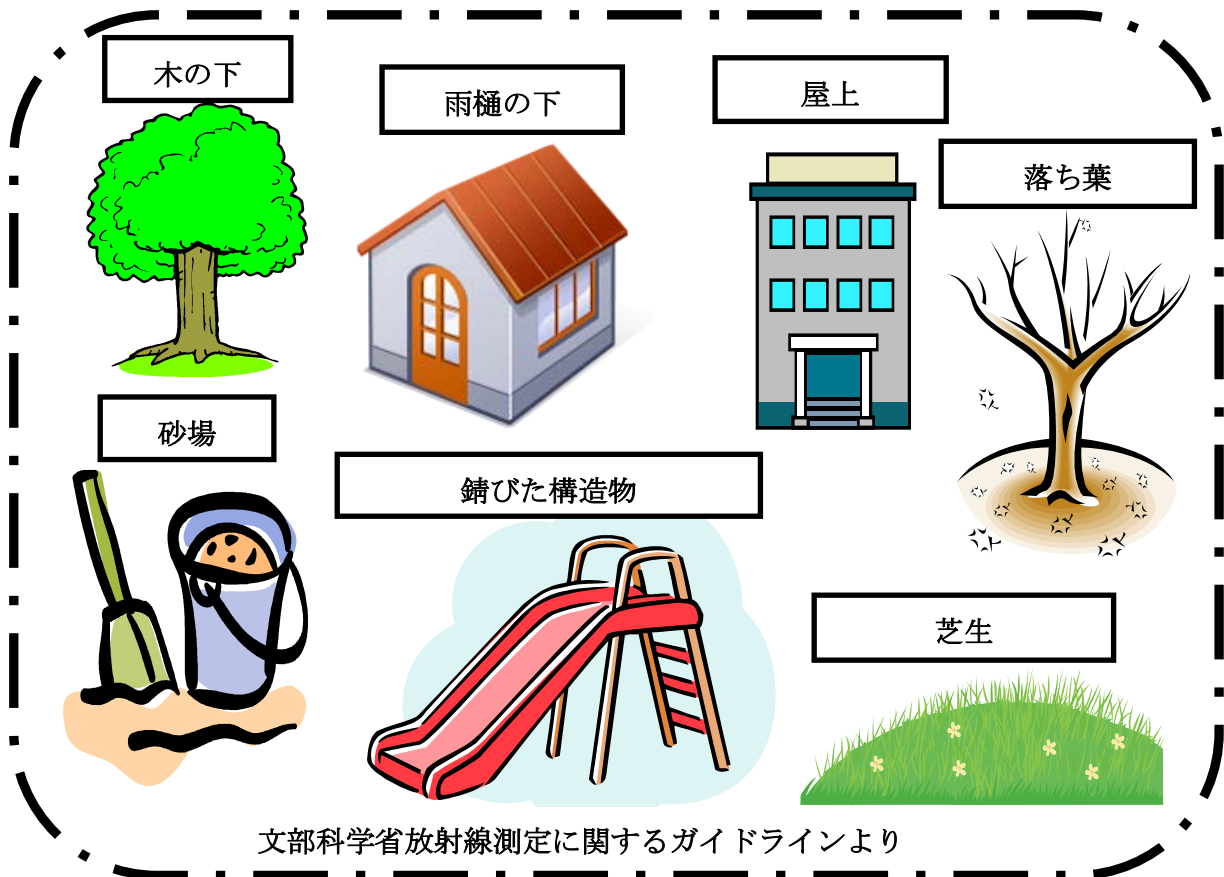 木の下
雨樋の下
屋上
落ち葉
砂場
錆びた構造物
芝生
文部科学省放射線測定に関するガイドラインより